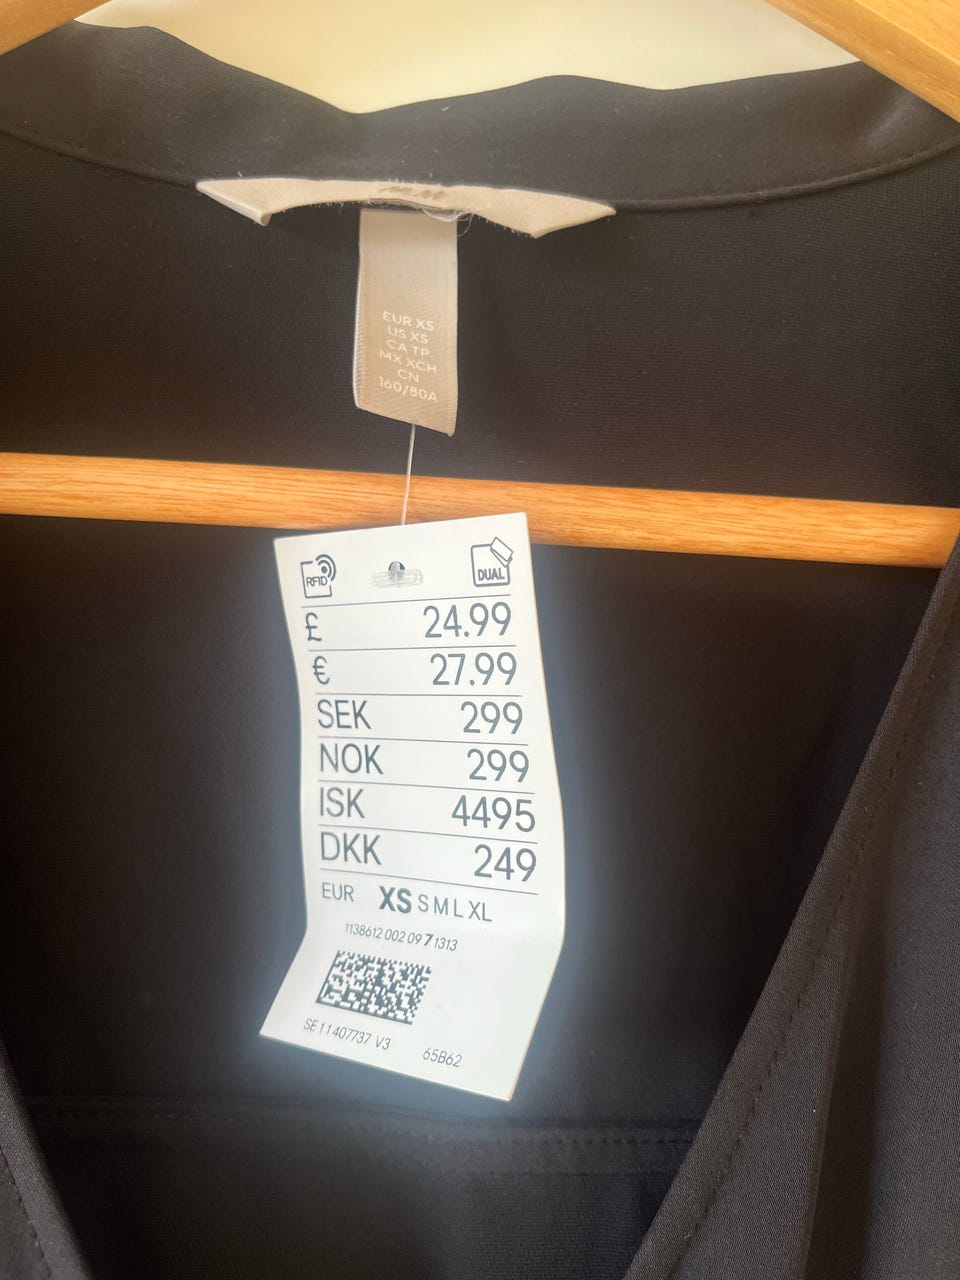 EUR XS
US XS
CA TP
MX XCH
CN
160/80A
RFID
DUAL
£ 24.99
€ 27.99
SEK 299
NOK 299
ISK 4495
DKK 249
EUR XS S M L XL
1138612 002 09 7 1313
SE 11407737 V3 65B62